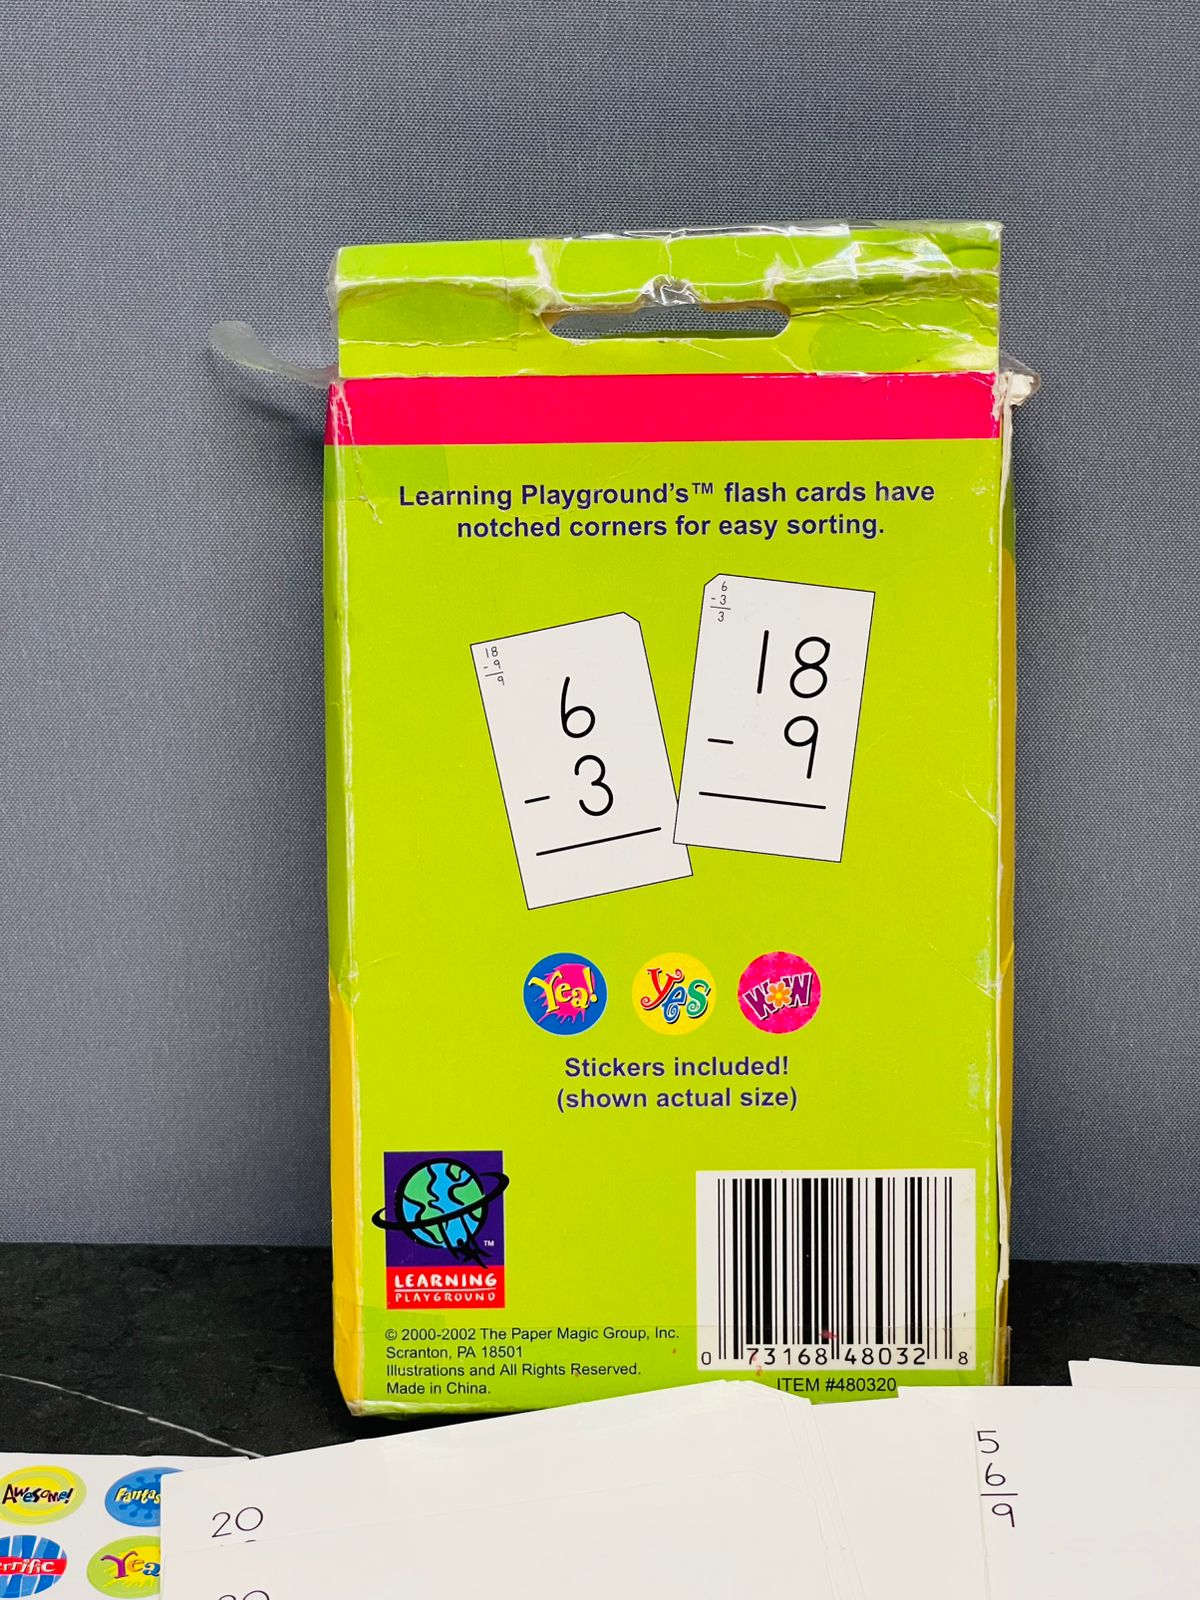 Learning Playground's™ flash cards have
notched corners for easy sorting.
18
- 9
9
6
- 3
6
- 3
3
18
- 9
Yea!
Yes
WOW
Stickers included!
(shown actual size)
TM
LEARNING
PLAYGROUND
© 2000-2002 The Paper Magic Group, Inc.
Scranton, PA 18501
Illustrations and All Rights Reserved.
Made in China.
0 73168 48032 8
ITEM #480320
5
6
9
Awesome!
Yea
20